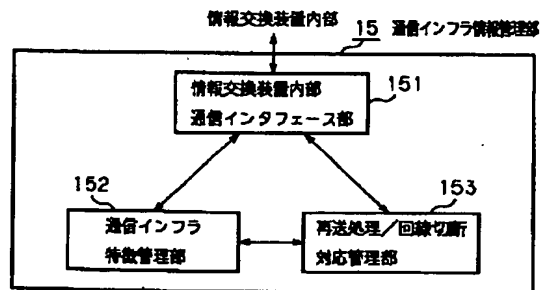 情報交換装置内部
15 通信インフラ情報管理部
情報交換装置内部
通信インタフェース部
151
152
通信インフラ
特徴管理部
153
再送処理/回線切断
対応管理部